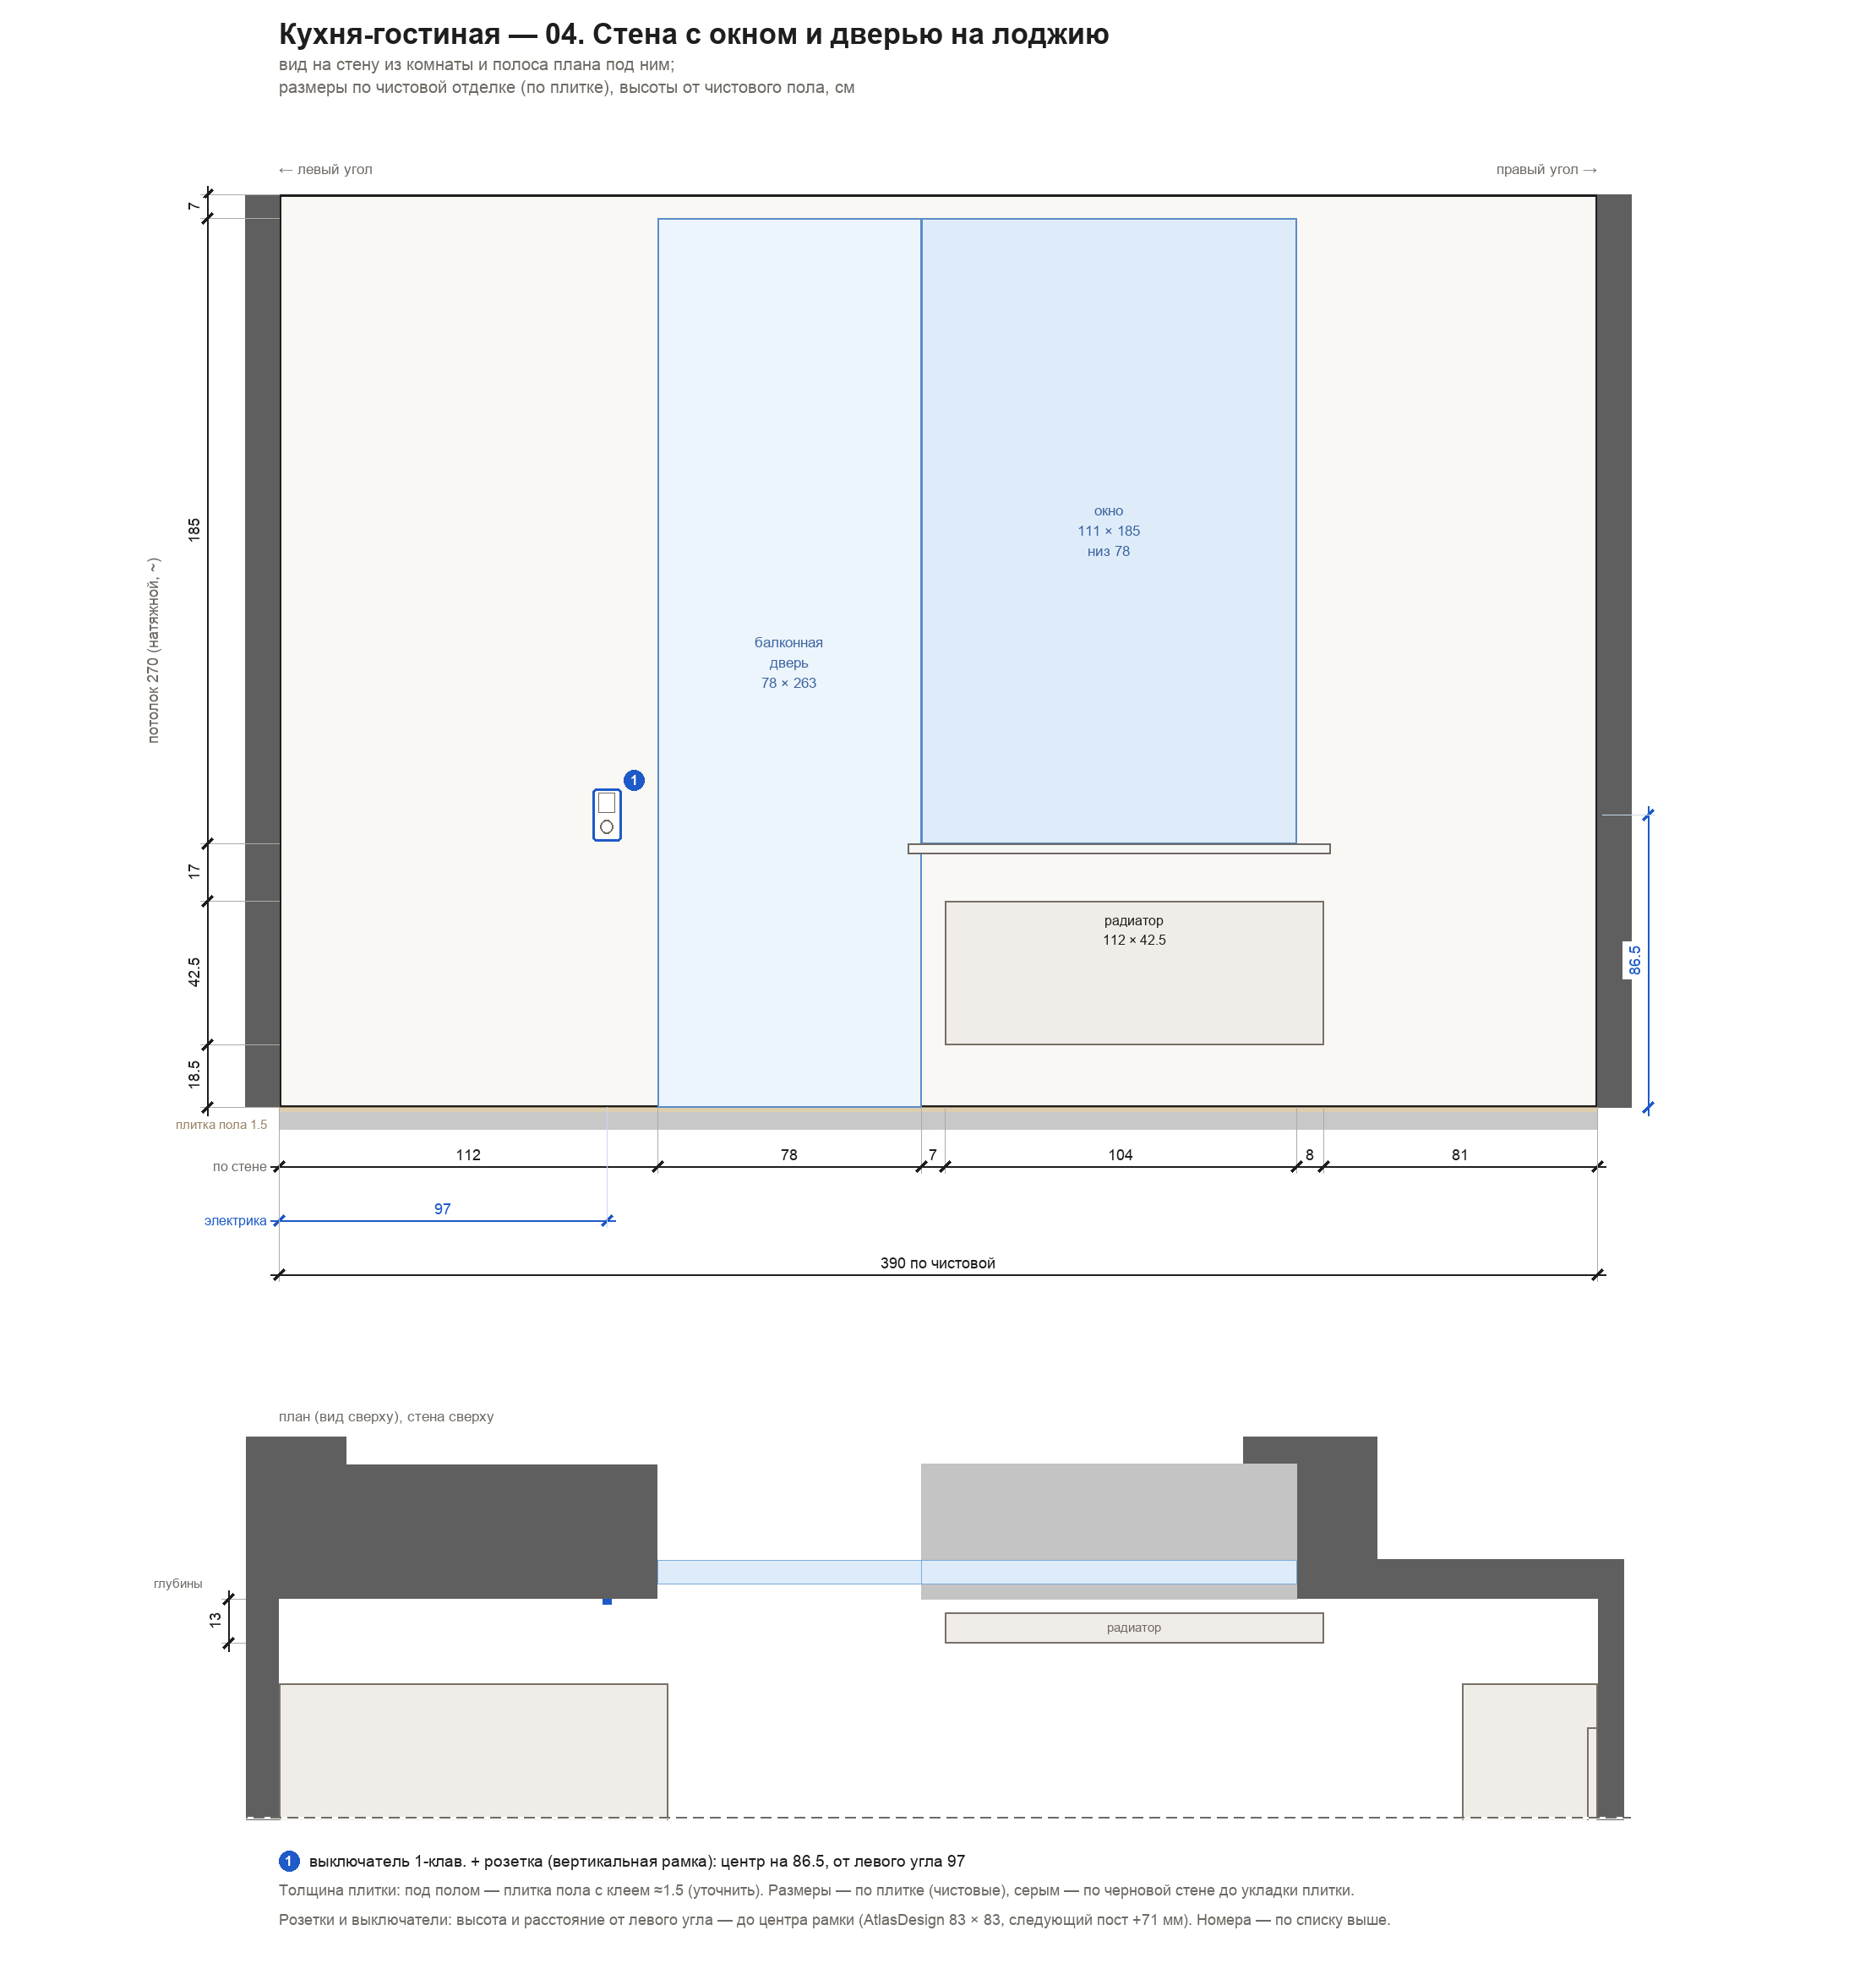 Кухня-гостиная — 04. Стена с окном и дверью на лоджию
вид на стену из комнаты и полоса плана под ним;
размеры по чистовой отделке (по плитке), высоты от чистового пола, см
← левый угол
правый угол →
7
185
окно
111 × 185
низ 78
потолок 270 (натяжной, ~)
балконная
дверь
78 × 263
1
17
радиатор
112 × 42.5
86.5
42.5
18.5
плитка пола 1.5
по стене
112
78
7
104
8
81
электрика
97
390 по чистовой
план (вид сверху), стена сверху
глубины
13
радиатор
1 выключатель 1-клав. + розетка (вертикальная рамка): центр на 86.5, от левого угла 97
Толщина плитки: под полом — плитка пола с клеем ≈1.5 (уточнить). Размеры — по плитке (чистовые), серым — по черновой стене до укладки плитки.
Розетки и выключатели: высота и расстояние от левого угла — до центра рамки (AtlasDesign 83 × 83, следующий пост +71 мм). Номера — по списку выше.